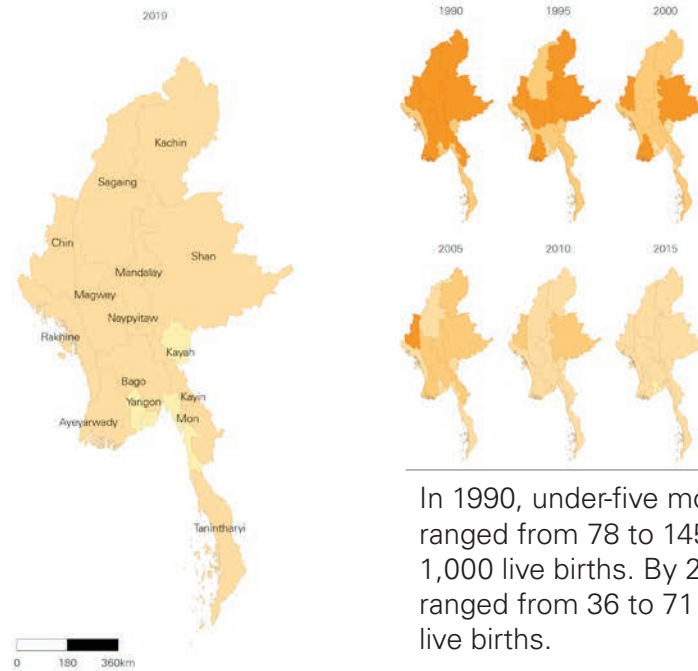 2019
Kachin
Sagaing
Chin
Shan
Mandalay
Magway
Naypyitaw
Rakhine
Kayah
Bago
Yangon
Kayin
Mon
Ayeyarwady
Tanintharyi
0 180 360km
1990 1995 2000
2005 2010 2015
In 1990, under-five mo
ranged from 78 to 145
1,000 live births. By 2
ranged from 36 to 71
live births.